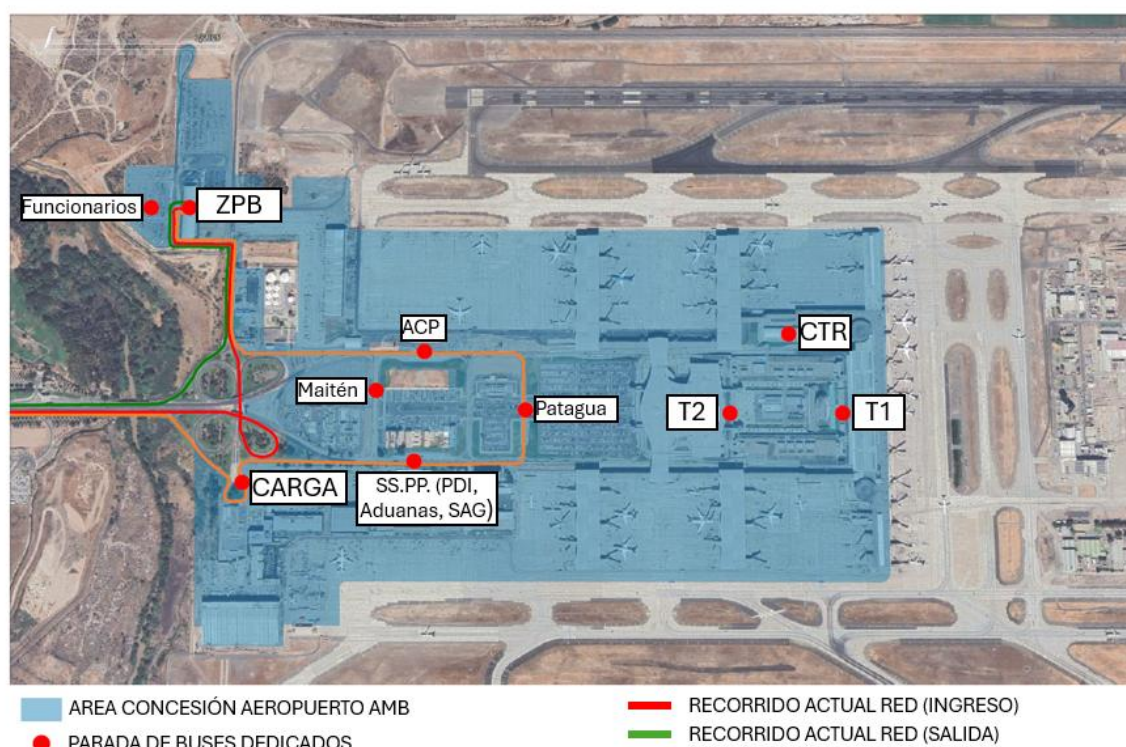 Funcionarios
ZPB
ACP
CTR
Maitén
Patagua
T2
T1
CARGA
SS.PP. (PDI,
Aduanas, SAG)
AREA CONCESIÓN AEROPUERTO AMB
RECORRIDO ACTUAL RED (INGRESO)
PARADA DE BUSES DEDICADOS
RECORRIDO ACTUAL RED (SALIDA)